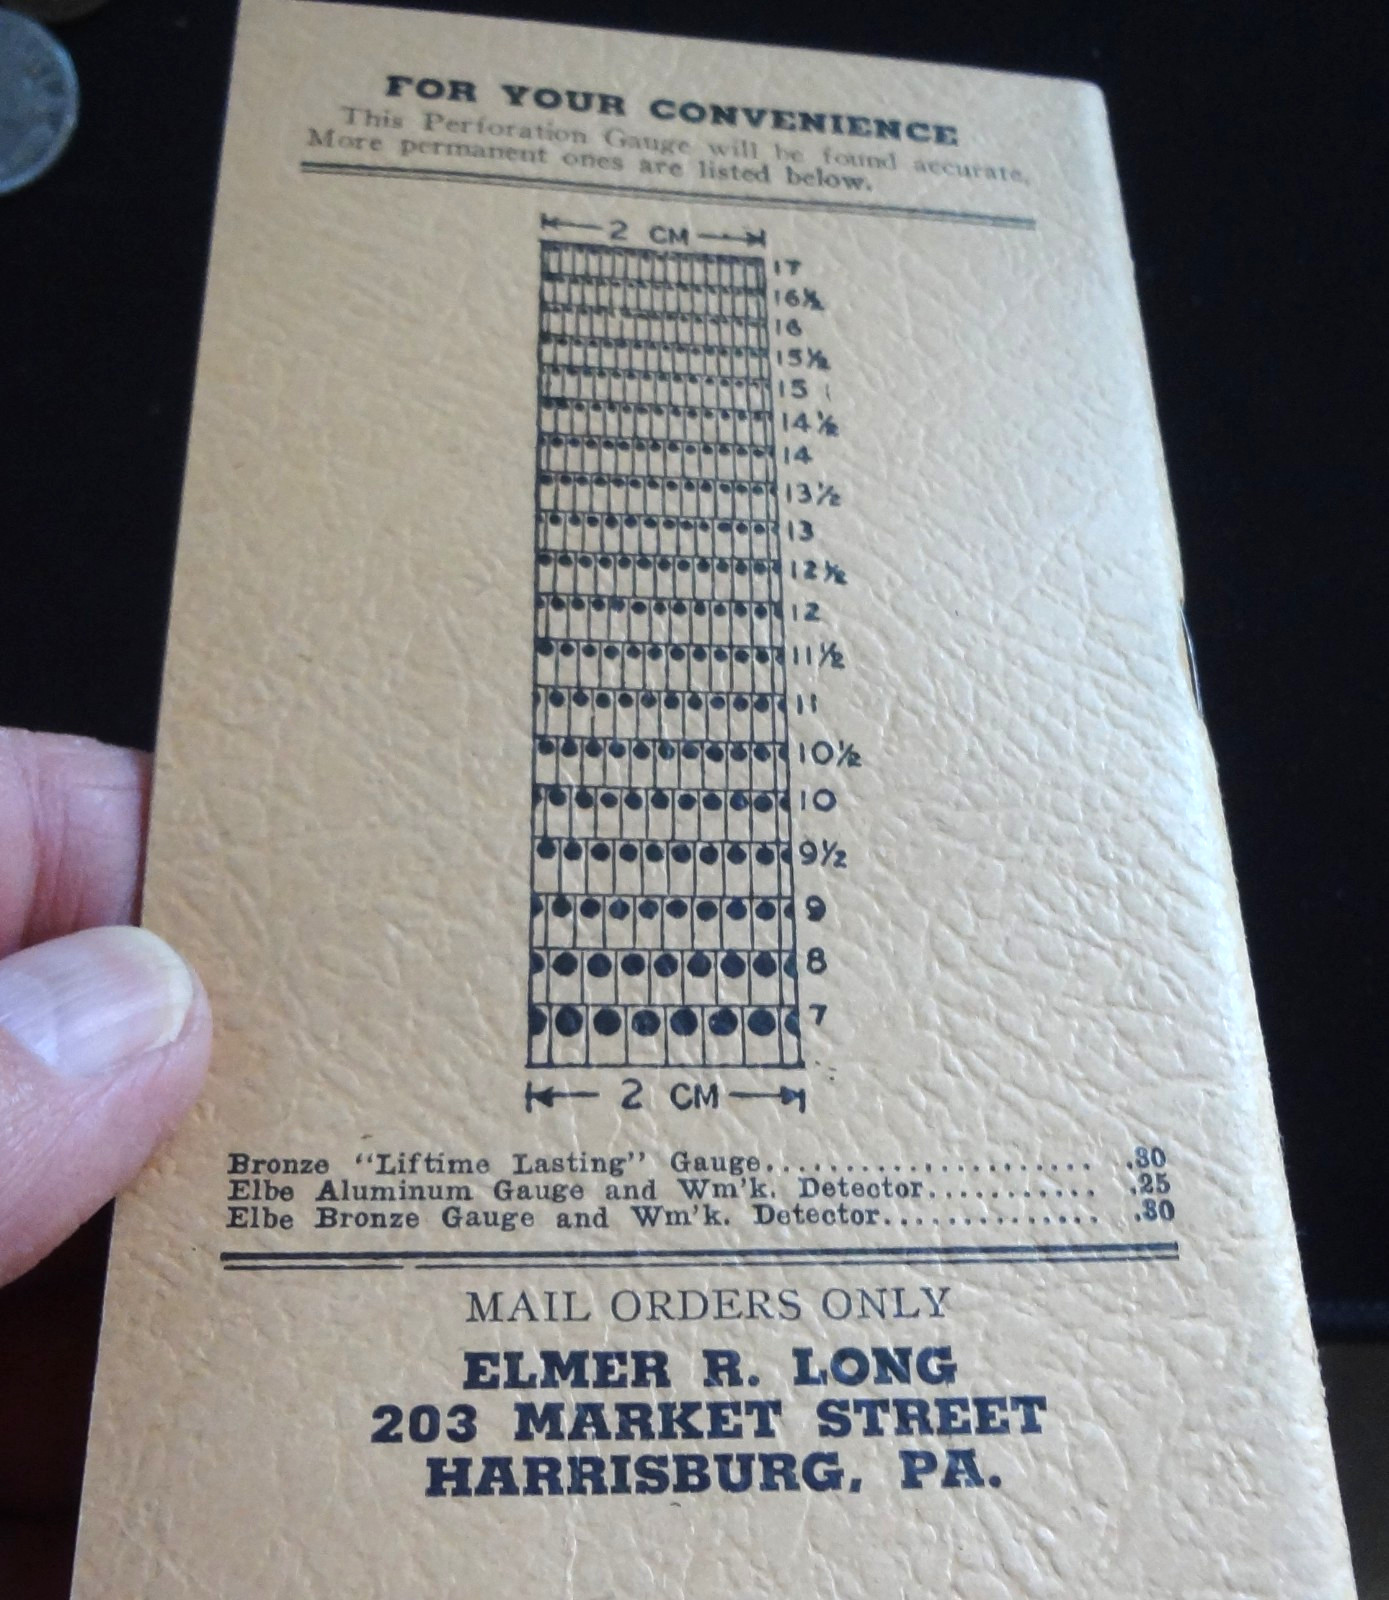 FOR YOUR CONVENIENCE
This Perforation Gauge will be found accurate.
More permanent ones are listed below.
2 CM
17
16½
16
15½
15
14½
14
13½
13
12½
12
11½
11
10½
10
9½
9
8
7
2 CM
Bronze “Liftime Lasting” Gauge..................... .30
Elbe Aluminum Gauge and Wm’k. Detector........... .25
Elbe Bronze Gauge and Wm’k. Detector.............. .30
MAIL ORDERS ONLY
ELMER R. LONG
203 MARKET STREET
HARRISBURG, PA.